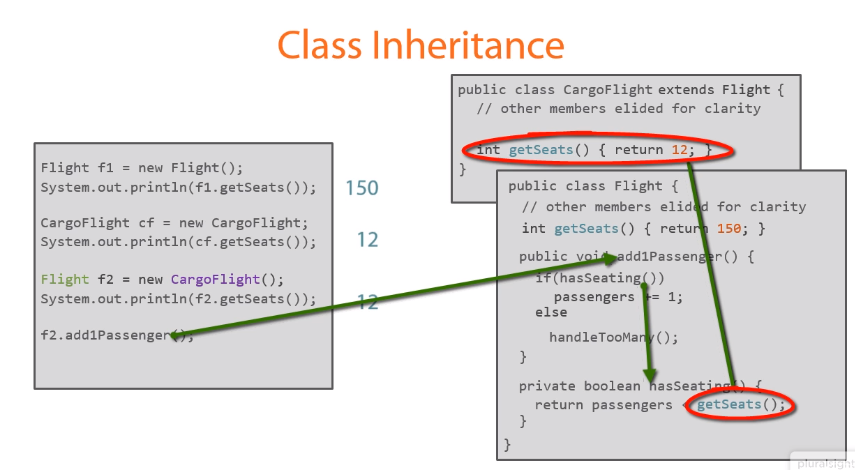 Class Inheritance
public class CargoFlight extends Flight {
// other members elided for clarity
int getSeats() { return 12; }
}
Flight f1 = new Flight();
System.out.println(f1.getSeats());
150
CargoFlight cf = new CargoFlight;
System.out.println(cf.getSeats());
12
Flight f2 = new CargoFlight();
System.out.println(f2.getSeats());
12
f2.add1Passenger();
public class Flight {
// other members elided for clarity
int getSeats() { return 150; }
public void add1Passenger() {
if(hasSeating())
passengers += 1;
else
handleTooMany();
}
private boolean hasSeating() {
return passengers < getSeats();
}
}
pluralsight